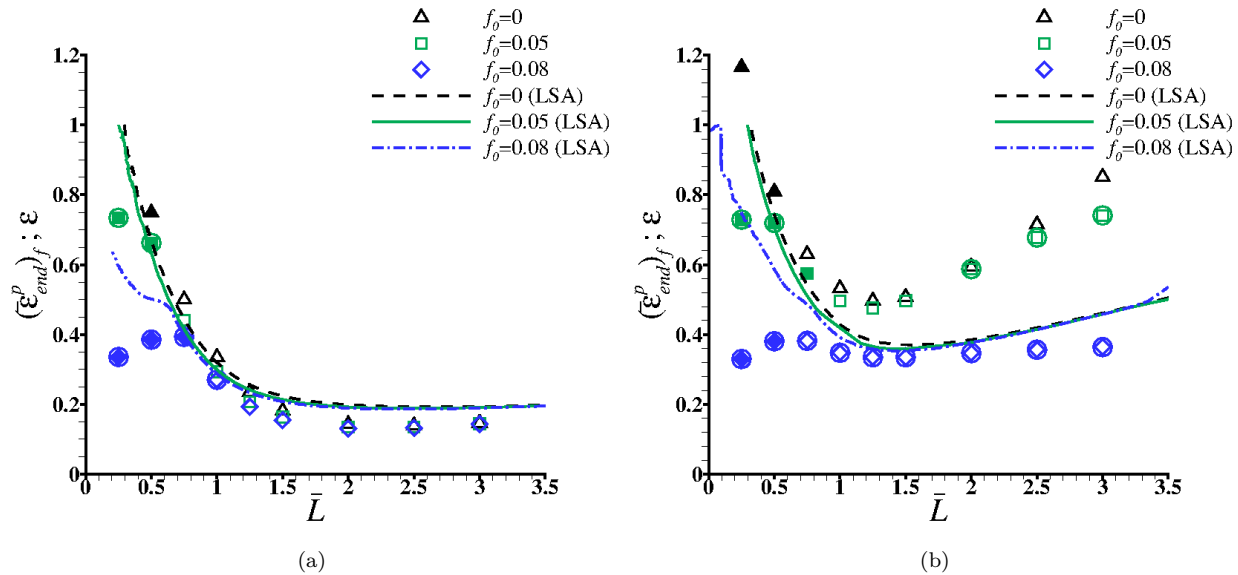 f₀=0
f₀=0.05
f₀=0.08
f₀=0 (LSA)
f₀=0.05 (LSA)
f₀=0.08 (LSA)
1.2
1
0.8
0.6
0.4
0.2
0
(ε̄ᵖₑₙd)f ; ε
0 0.5 1 1.5 2 2.5 3 3.5
L̄
(a)
f₀=0
f₀=0.05
f₀=0.08
f₀=0 (LSA)
f₀=0.05 (LSA)
f₀=0.08 (LSA)
1.2
1
0.8
0.6
0.4
0.2
0
(ε̄ᵖₑₙd)f ; ε
0 0.5 1 1.5 2 2.5 3 3.5
L̄
(b)